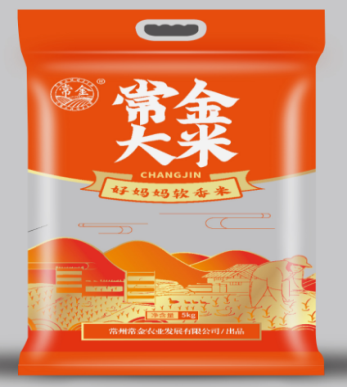 常金
®
常金
大米
CHANGJIN
好妈妈软香米
净含量 5kg
常州常金农业发展有限公司/出品